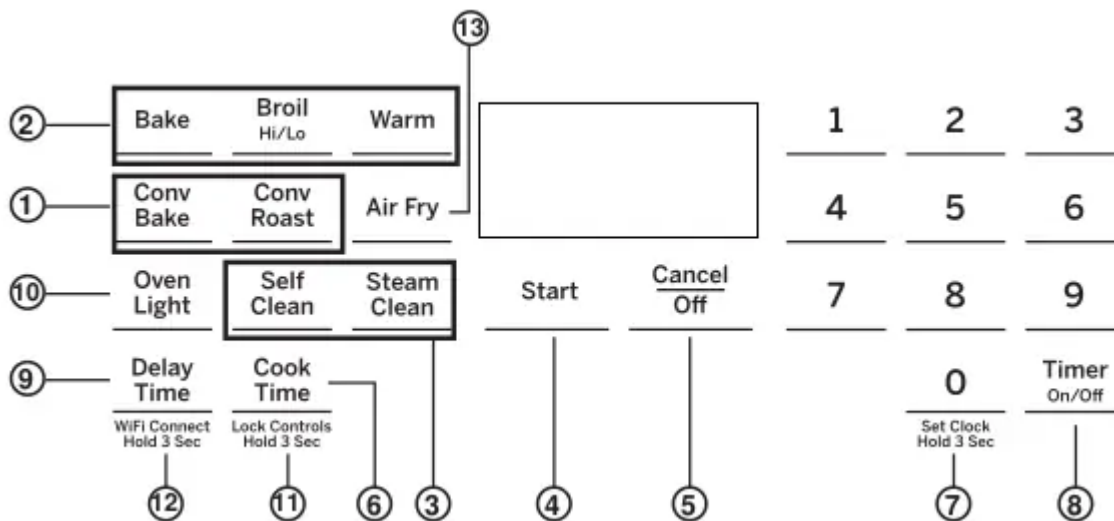 13
2
Bake
Broil
Hi/Lo
Warm
1
2
3
1
Conv
Bake
Conv
Roast
Air Fry
4
5
6
10
Oven
Light
Self
Clean
Steam
Clean
Start
Cancel
Off
7
8
9
9
Delay
Time
Cook
Time
0
Timer
On/Off
WiFi Connect
Hold 3 Sec
Lock Controls
Hold 3 Sec
Set Clock
Hold 3 Sec
12
11
6
3
4
5
7
8